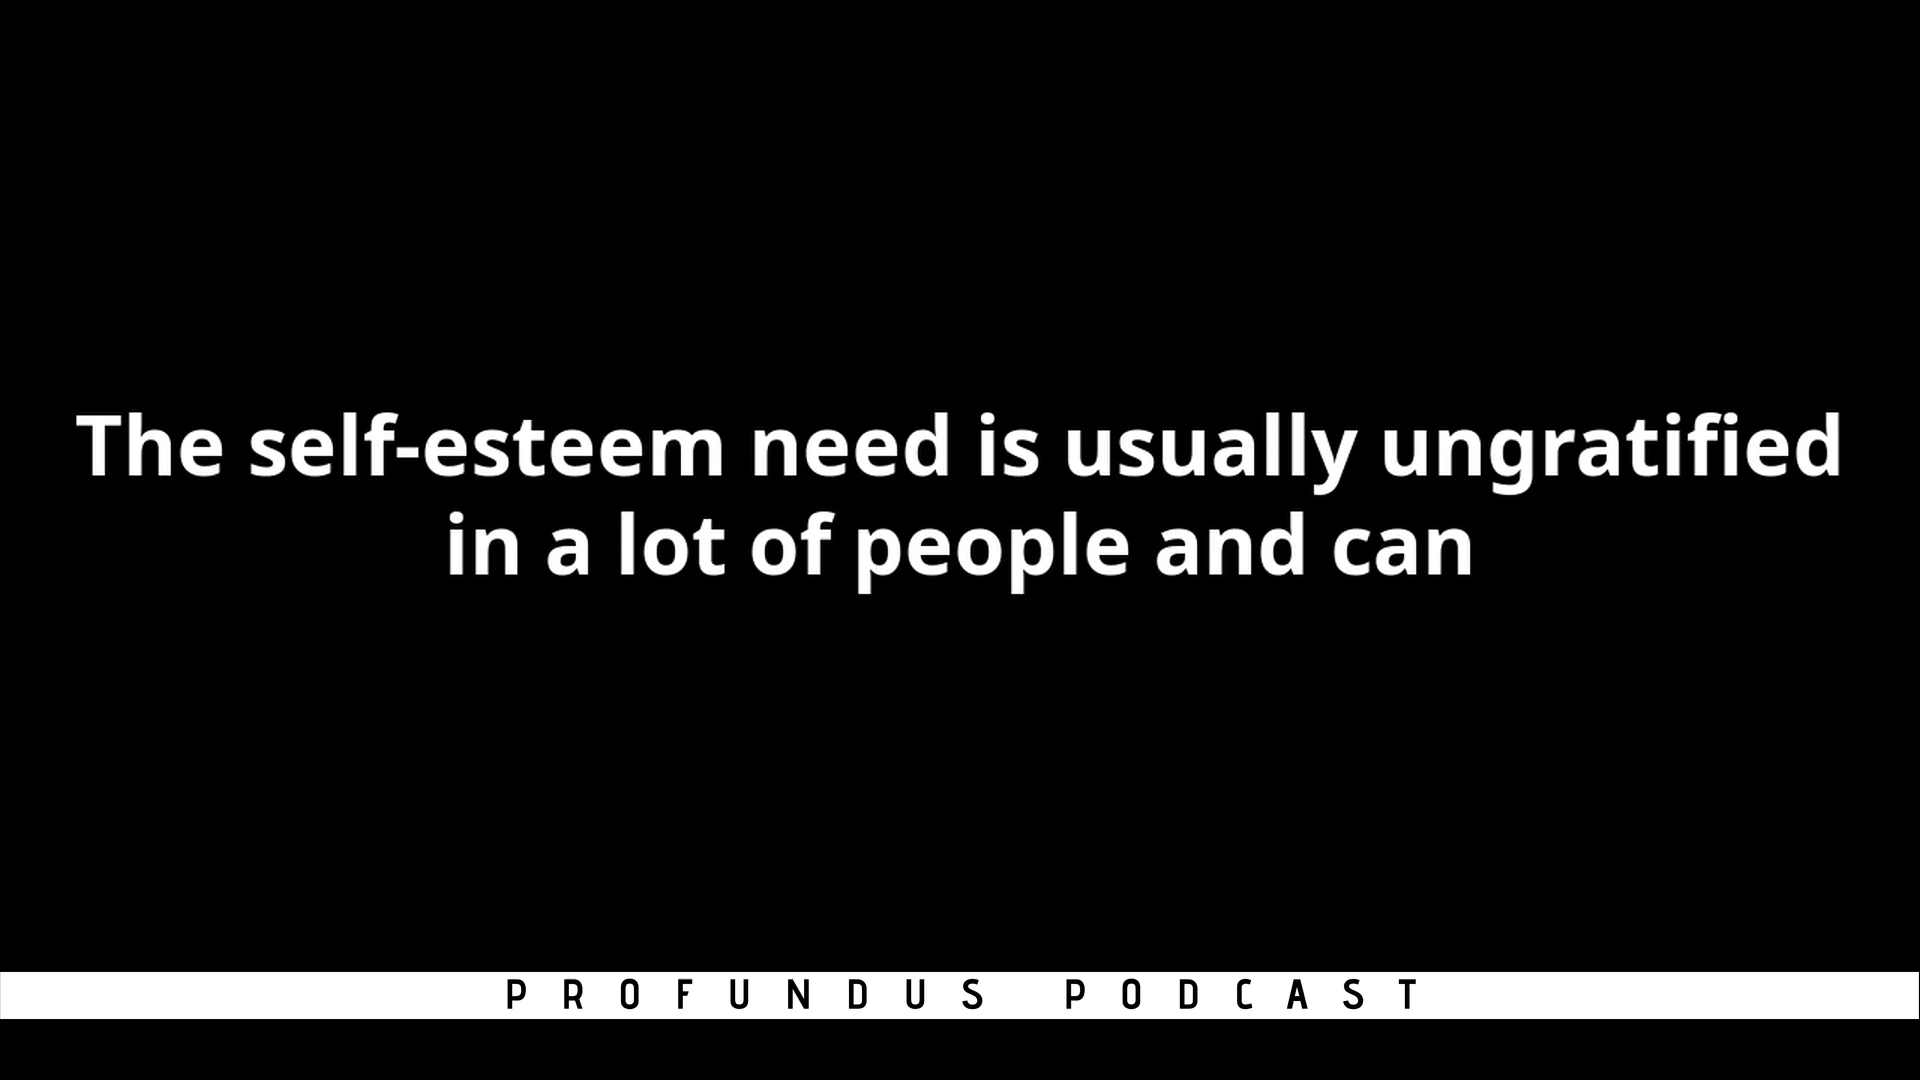 The self-esteem need is usually ungratified
in a lot of people and can
PROFUNDUS PODCAST